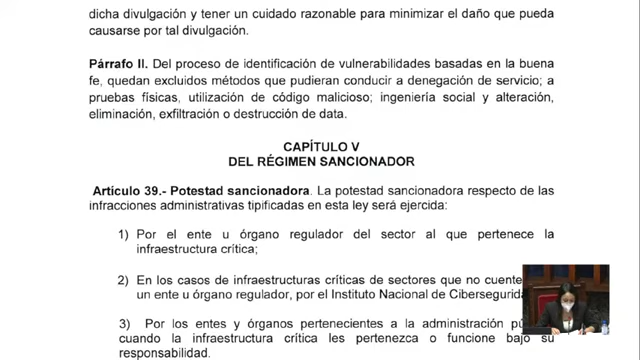 dicha divulgación y tener un cuidado razonable para minimizar el daño que pueda
causarse por tal divulgación.
Párrafo II. Del proceso de identificación de vulnerabilidades basadas en la buena
fe, quedan excluidos métodos que pudieran conducir a denegación de servicio; a
pruebas físicas, utilización de código malicioso; ingeniería social y alteración,
eliminación, exfiltración o destrucción de data.
CAPÍTULO V
DEL RÉGIMEN SANCIONADOR
Artículo 39.- Potestad sancionadora. La potestad sancionadora respecto de las
infracciones administrativas tipificadas en esta ley será ejercida:
1) Por el ente u órgano regulador del sector al que pertenece la
infraestructura crítica;
2) En los casos de infraestructuras críticas de sectores que no cuente
un ente u órgano regulador, por el Instituto Nacional de Cibersegurida
3) Por los entes y órganos pertenecientes a la administración pú
cuando la infraestructura crítica les pertenezca o funcione bajo su
responsabilidad.